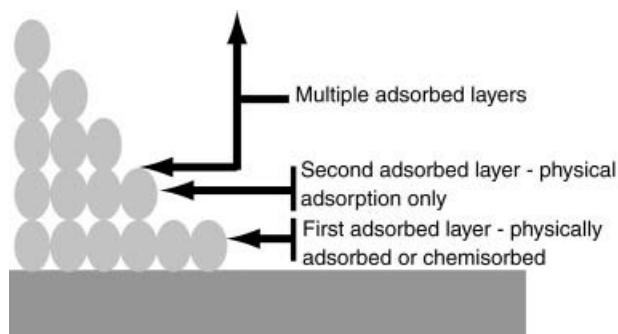 Multiple adsorbed layers
Second adsorbed layer - physical
adsorption only
First adsorbed layer - physically
adsorbed or chemisorbed